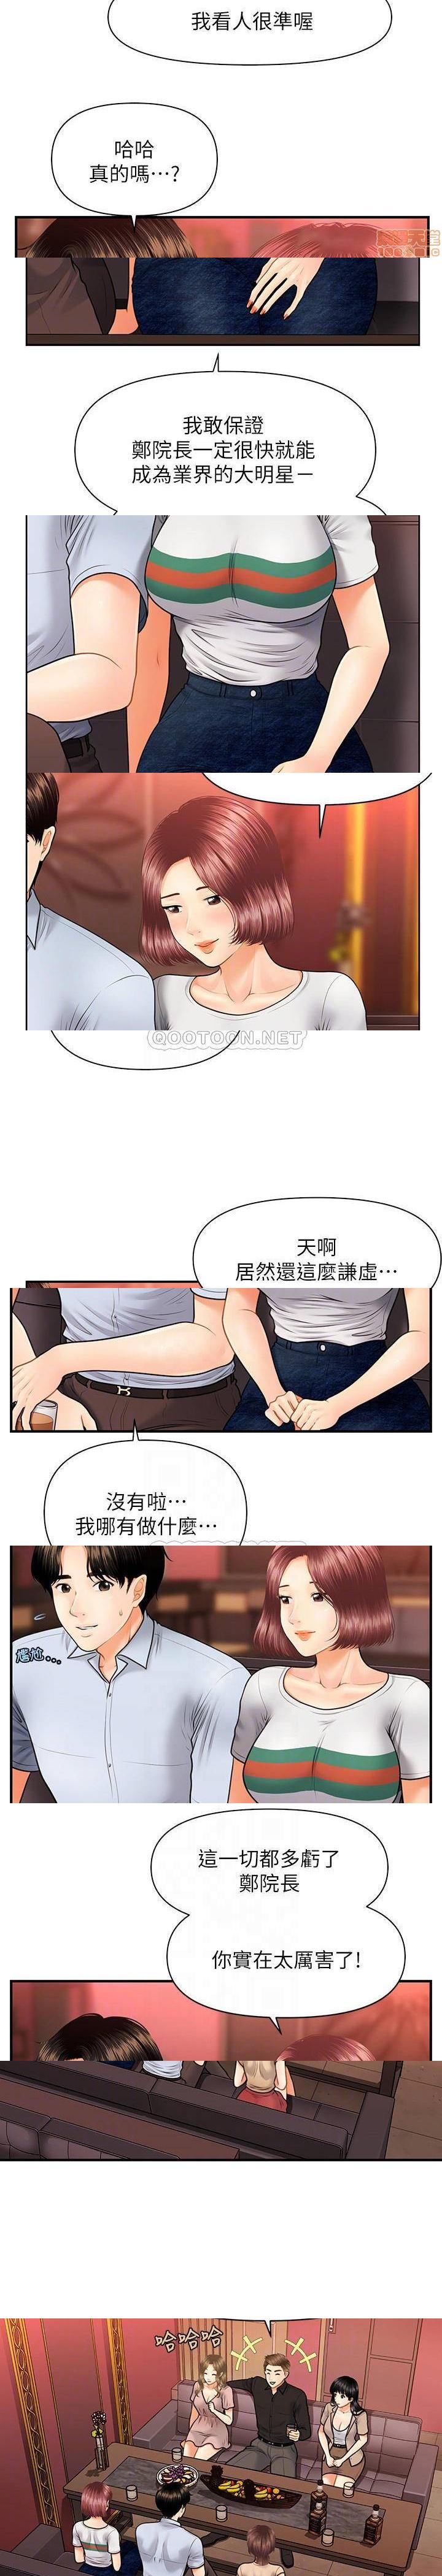 我看人很準喔
哈哈
真的嗎⋯?
我敢保證
鄭院長一定很快就能
成為業界的大明星－
QOOTOON.NET
天啊
居然還這麼謙虛⋯
沒有啦⋯
我哪有做什麼⋯
尷尬...
這一切都多虧了
鄭院長
你實在太厲害了!
哈哈哈